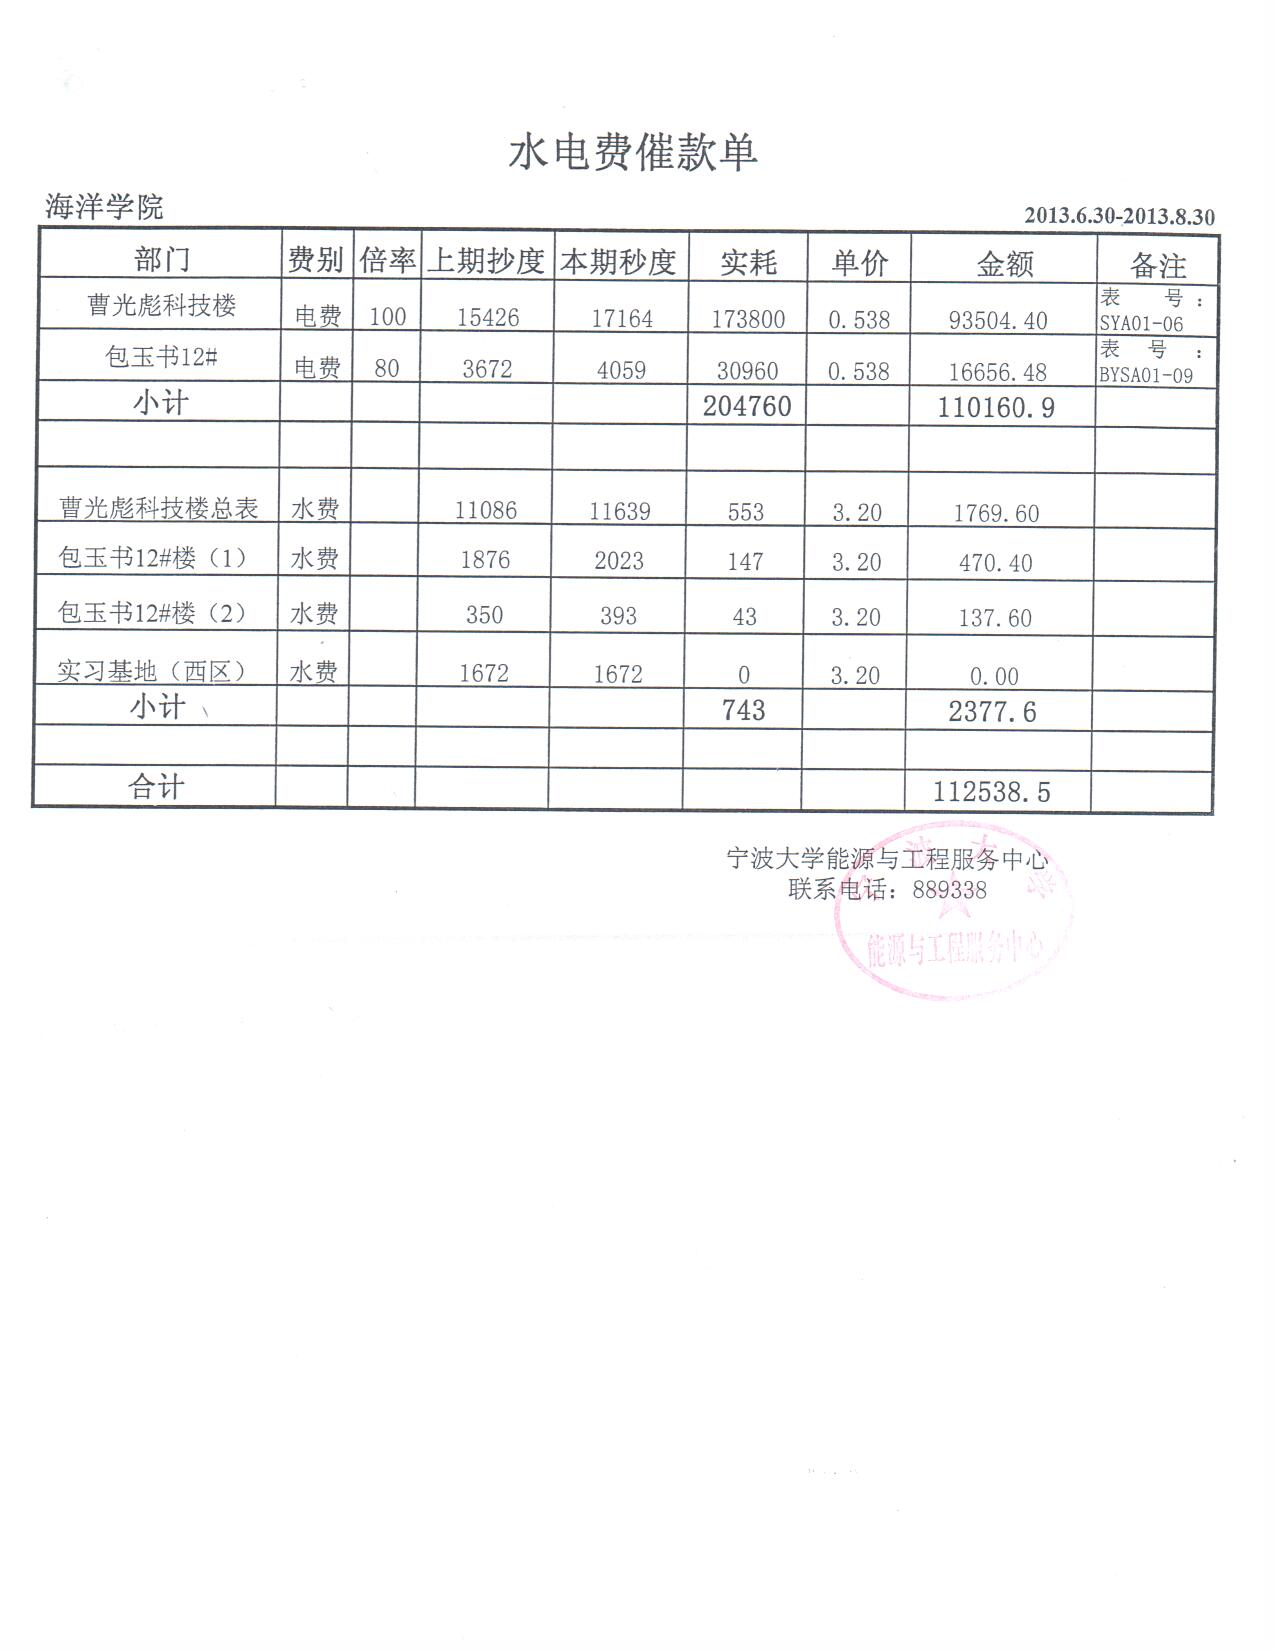 水电费催款单
海洋学院 2013.6.30-2013.8.30
部门 费别 倍率 上期抄度 本期秒度 实耗 单价 金额 备注
曹光彪科技楼 电费 100 15426 17164 173800 0.538 93504.40 表号:SYA01-06
包玉书12# 电费 80 3672 4059 30960 0.538 16656.48 表号:BYSA01-09
小计 204760 110160.9
曹光彪科技楼总表 水费 11086 11639 553 3.20 1769.60
包玉书12#楼（1） 水费 1876 2023 147 3.20 470.40
包玉书12#楼（2） 水费 350 393 43 3.20 137.60
实习基地（西区） 水费 1672 1672 0 3.20 0.00
小计 743 2377.6
合计 112538.5
宁波大学能源与工程服务中心
联系电话：889338
宁波大学
能源与工程服务中心